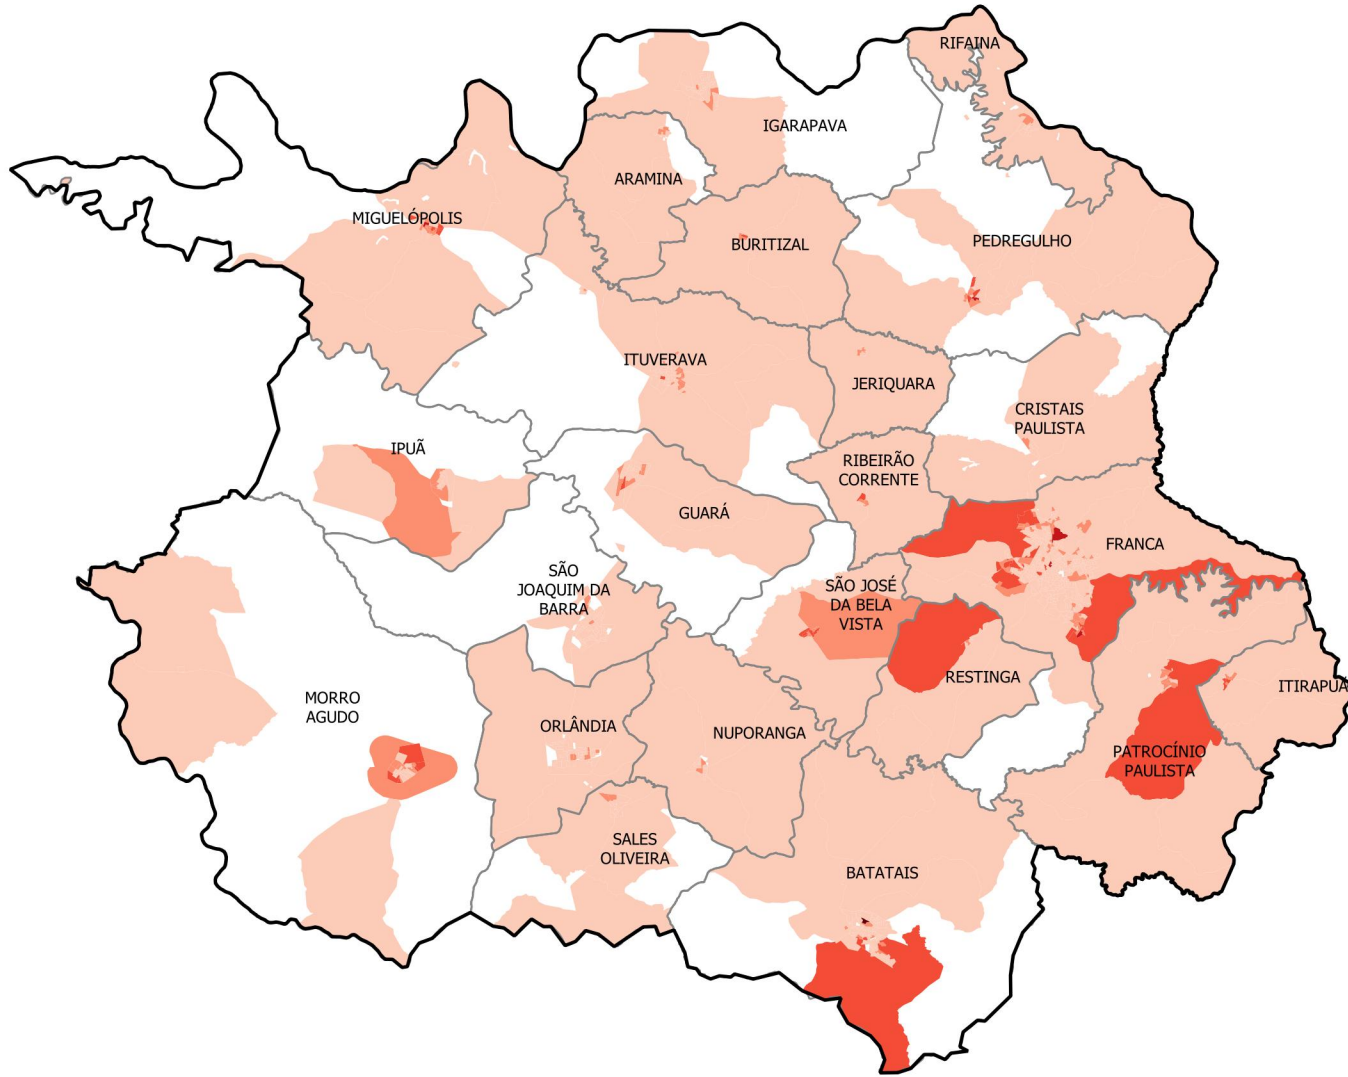 RIFAINA
IGARAPAVA
ARAMINA
MIGUELÓPOLIS
BURITIZAL
PEDREGULHO
ITUVERAVA
JERIQUARA
CRISTAIS
PAULISTA
IPUÃ
RIBEIRÃO
CORRENTE
GUARÁ
FRANCA
SÃO
JOAQUIM DA
BARRA
SÃO JOSÉ
DA BELA
VISTA
RESTINGA
ITIRAPUÃ
MORRO
AGUDO
ORLÂNDIA
NUPORANGA
PATROCÍNIO
PAULISTA
SALES
OLIVEIRA
BATATAIS